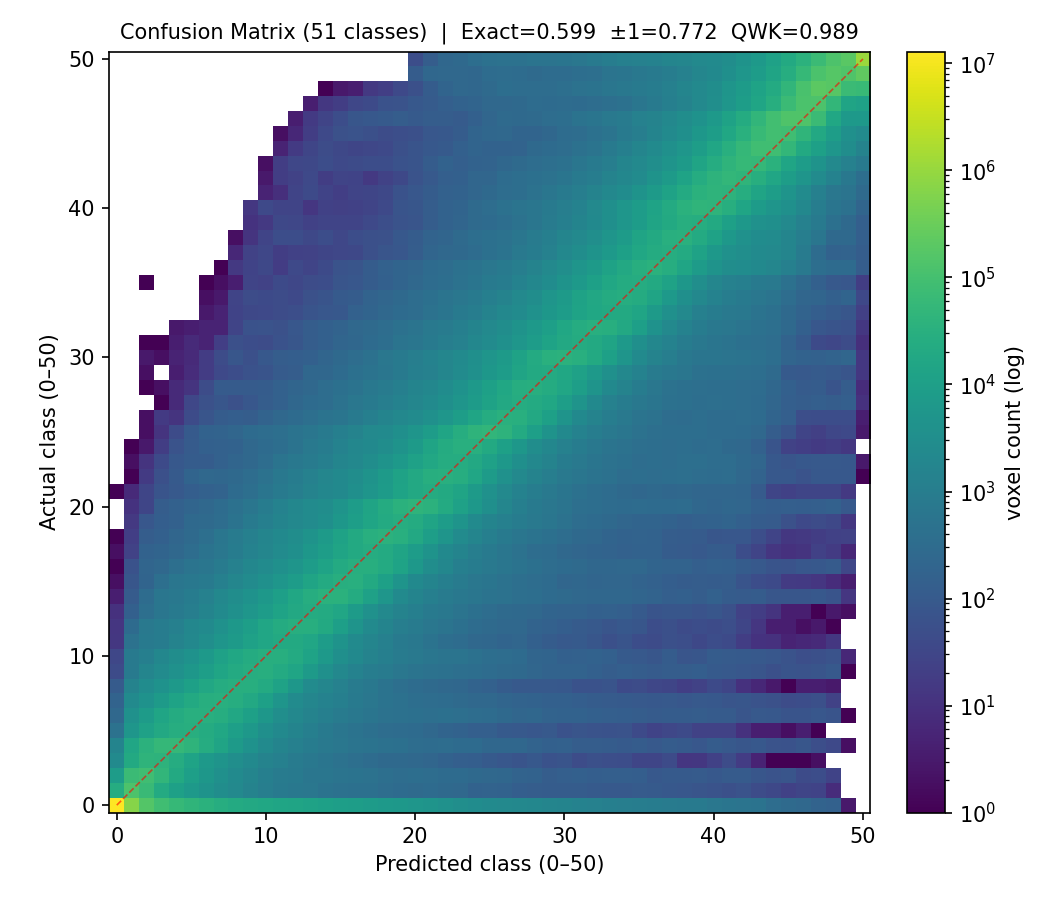 Confusion Matrix (51 classes) | Exact=0.599 ±1=0.772 QWK=0.989
Actual class (0–50)
50
40
30
20
10
0
0 10 20 30 40 50
Predicted class (0–50)
10⁷
10⁶
10⁵
10⁴
10³
10²
10¹
10⁰
voxel count (log)